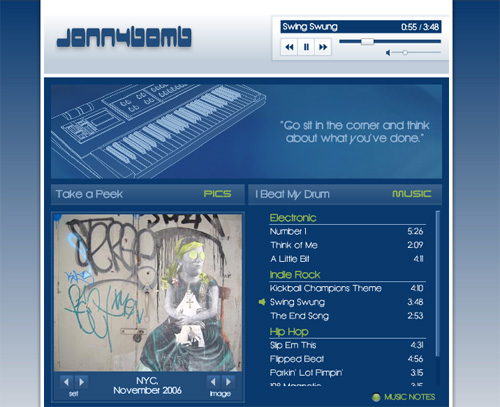 jonnybomb
Swing Swung 0:55 / 3:48
"Go sit in the corner and think
about what you've done."
Take a Peek PICS
I Beat My Drum MUSIC
Electronic
Number 1 5:26
Think of Me 2:09
A Little Bit 4:11
Indie Rock
Kickball Champions Theme 4:10
Swing Swung 3:48
The End Song 2:53
Hip Hop
Slip Em This 4:31
Flipped Beat 4:56
Parkin' Lot Pimpin' 3:15
NYC,
November 2006
set
image
MUSIC NOTES